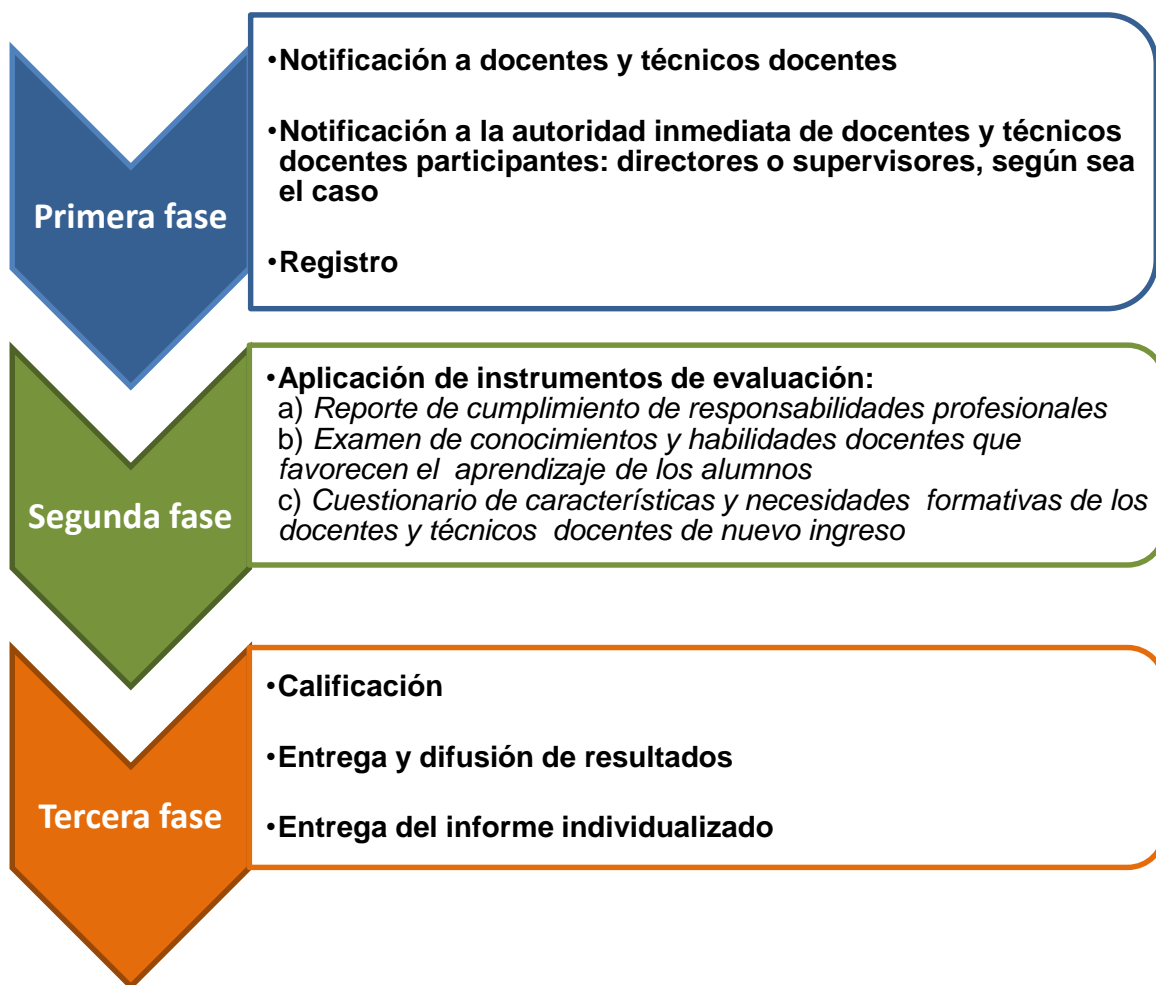 Primera fase
•Notificación a docentes y técnicos docentes
•Notificación a la autoridad inmediata de docentes y técnicos
docentes participantes: directores o supervisores, según sea
el caso
•Registro
Segunda fase
•Aplicación de instrumentos de evaluación:
a) Reporte de cumplimiento de responsabilidades profesionales
b) Examen de conocimientos y habilidades docentes que
favorecen el aprendizaje de los alumnos
c) Cuestionario de características y necesidades formativas de los
docentes y técnicos docentes de nuevo ingreso
Tercera fase
•Calificación
•Entrega y difusión de resultados
•Entrega del informe individualizado